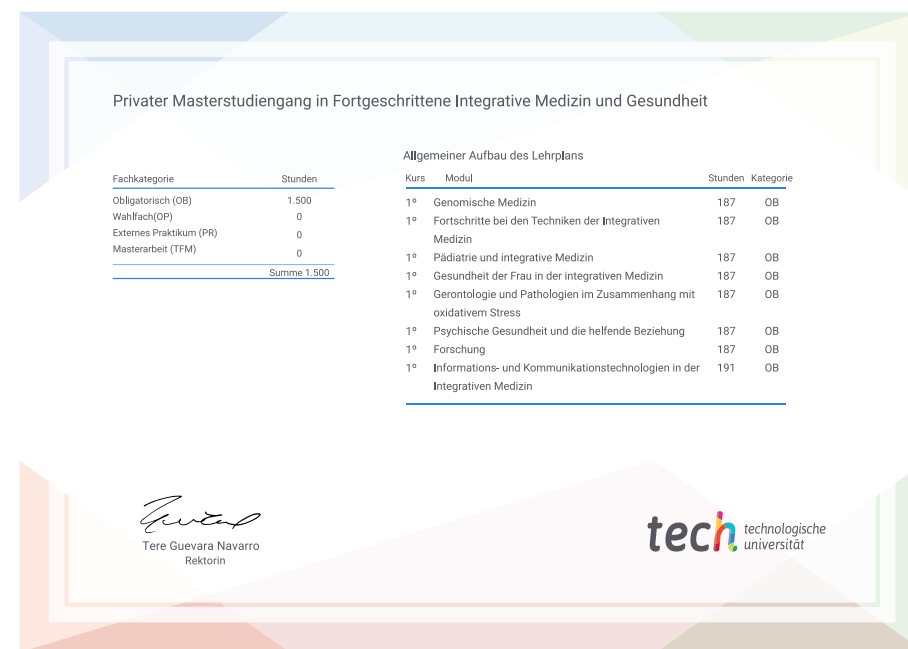 Privater Masterstudiengang in Fortgeschrittene Integrative Medizin und Gesundheit
Fachkategorie Stunden
Obligatorisch (OB) 1.500
Wahlfach(OP) 0
Externes Praktikum (PR) 0
Masterarbeit (TFM) 0
Summe 1.500
Allgemeiner Aufbau des Lehrplans
Kurs Modul Stunden Kategorie
1º Genomische Medizin 187 OB
1º Fortschritte bei den Techniken der Integrativen 187 OB
Medizin
1º Pädiatrie und integrative Medizin 187 OB
1º Gesundheit der Frau in der integrativen Medizin 187 OB
1º Gerontologie und Pathologien im Zusammenhang mit 187 OB
oxidativem Stress
1º Psychische Gesundheit und die helfende Beziehung 187 OB
1º Forschung 187 OB
1º Informations- und Kommunikationstechnologien in der 191 OB
Integrativen Medizin
Tere Guevara Navarro
Rektorin
tech technologische
universität